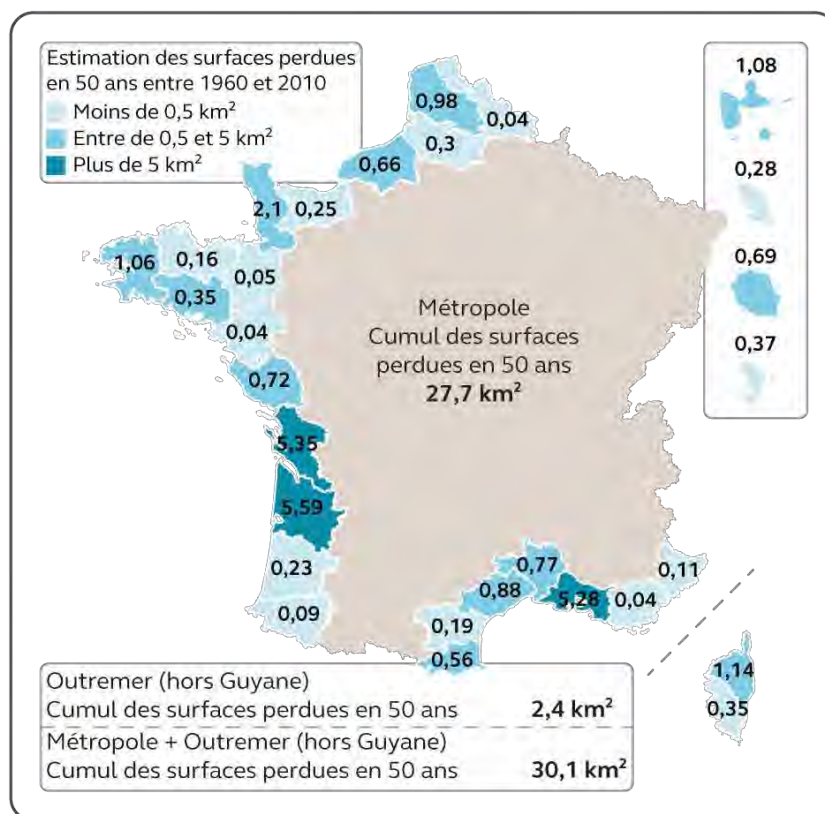 Estimation des surfaces perdues
en 50 ans entre 1960 et 2010
Moins de 0,5 km²
Entre de 0,5 et 5 km²
Plus de 5 km²
0,98
0,04
0,3
0,66
2,1
0,25
1,06
0,16
0,05
0,35
0,04
0,72
5,35
5,59
0,23
0,09
Métropole
Cumul des surfaces
perdues en 50 ans
27,7 km²
1,08
0,28
0,69
0,37
0,77
0,88
5,28
0,04
0,11
0,19
0,56
1,14
0,35
Outremer (hors Guyane)
Cumul des surfaces perdues en 50 ans 2,4 km²
Métropole + Outremer (hors Guyane)
Cumul des surfaces perdues en 50 ans 30,1 km²